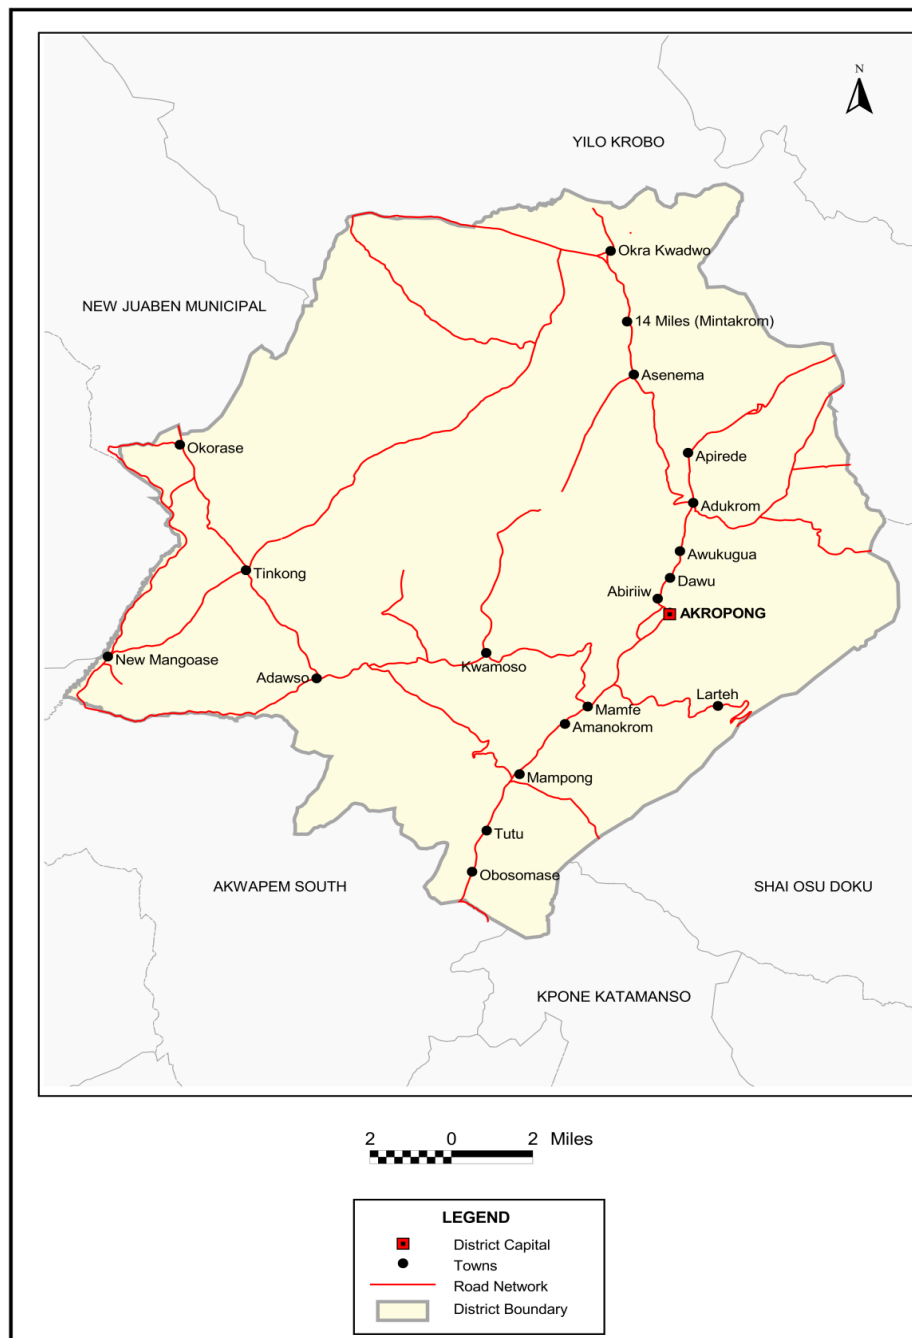 N
YILO KROBO
Okra Kwadwo
NEW JUABEN MUNICIPAL
14 Miles (Mintakrom)
Asenema
Okorase
Apirede
Adukrom
Awukugua
Tinkong
Dawu
Abiriiw
AKROPONG
New Mangoase
Kwamoso
Adawso
Larteh
Mamfe
Amanokrom
Mampong
Tutu
Obosomase
AKWAPEM SOUTH
SHAI OSU DOKU
KPONE KATAMANSO
2 0 2 Miles
LEGEND
District Capital
Towns
Road Network
District Boundary